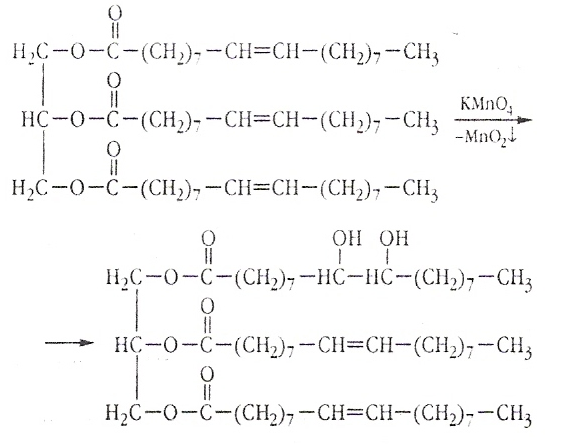 O
H₂C–O–C–(CH₂)₇–CH=CH–(CH₂)₇–CH₃
O
HC–O–C–(CH₂)₇–CH=CH–(CH₂)₇–CH₃
KMnO₄
–MnO₂↓
O
H₂C–O–C–(CH₂)₇–CH=CH–(CH₂)₇–CH₃
O OH OH
H₂C–O–C–(CH₂)₇–HC–HC–(CH₂)₇–CH₃
O
HC–O–C–(CH₂)₇–CH=CH–(CH₂)₇–CH₃
O
H₂C–O–C–(CH₂)₇–CH=CH–(CH₂)₇–CH₃